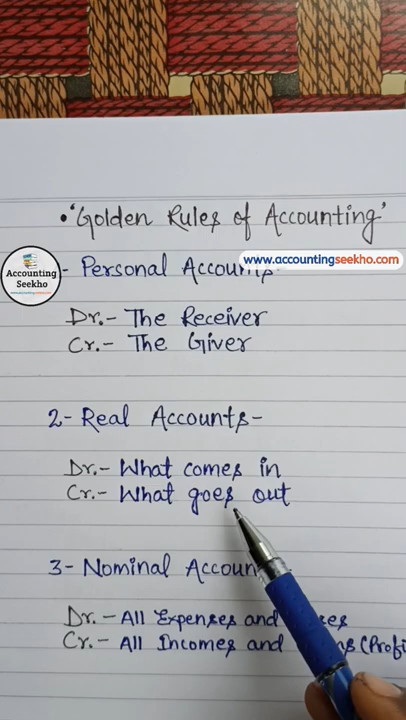 • 'Golden Rules of Accounting'
www.accountingseekho.com
Accounting
Seekho
- Personal Accounts-
Dr.- The Receiver
Cr.- The Giver
2- Real Accounts-
Dr.- What comes in
Cr.- What goes out
3- Nominal Accoun
Dr.- All Expenses and
Cr.- All Incomes and (Profi